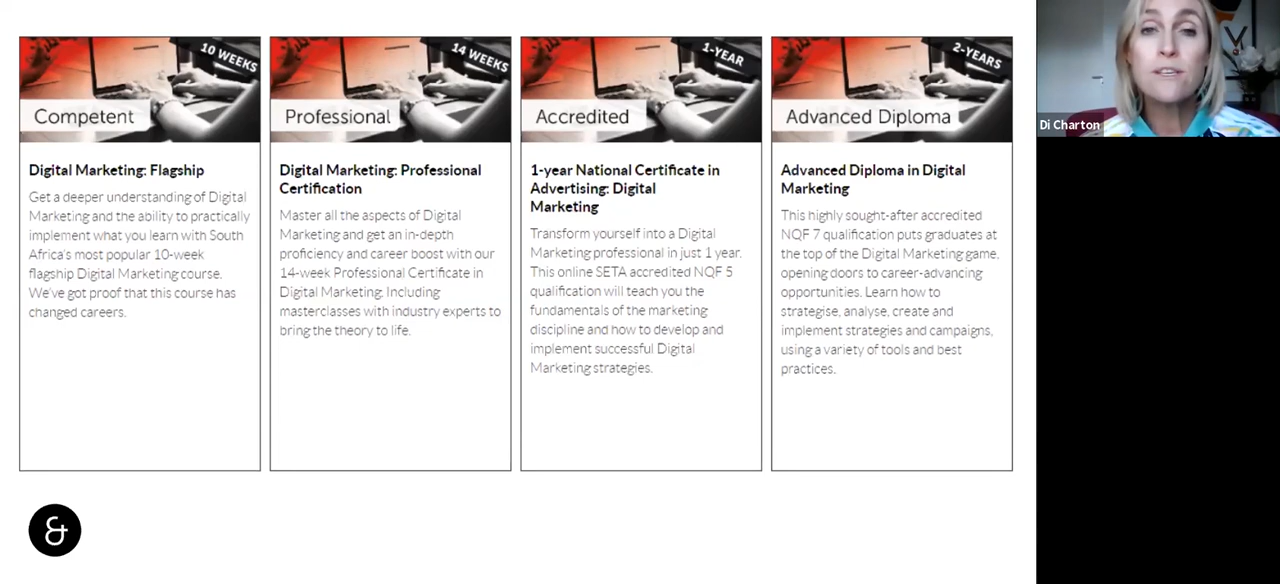 10 WEEKS
Competent
Digital Marketing: Flagship
Get a deeper understanding of Digital
Marketing and the ability to practically
implement what you learn with South
Africa's most popular 10-week
flagship Digital Marketing course.
We've got proof that this course has
changed careers.
14 WEEKS
Professional
Digital Marketing: Professional
Certification
Master all the aspects of Digital
Marketing and get an in-depth
proficiency and career boost with our
14-week Professional Certificate in
Digital Marketing. Including
masterclasses with industry experts to
bring the theory to life.
1-YEAR
Accredited
1-year National Certificate in
Advertising: Digital
Marketing
Transform yourself into a Digital
Marketing professional in just 1 year.
This online SETA accredited NQF 5
qualification will teach you the
fundamentals of the marketing
discipline and how to develop and
implement successful Digital
Marketing strategies.
2-YEARS
Advanced Diploma
Advanced Diploma in Digital
Marketing
This highly sought-after accredited
NQF 7 qualification puts graduates at
the top of the Digital Marketing game,
opening doors to career-advancing
opportunities. Learn how to
strategise, analyse, create and
implement strategies and campaigns,
using a variety of tools and best
practices.
Di Charton
&